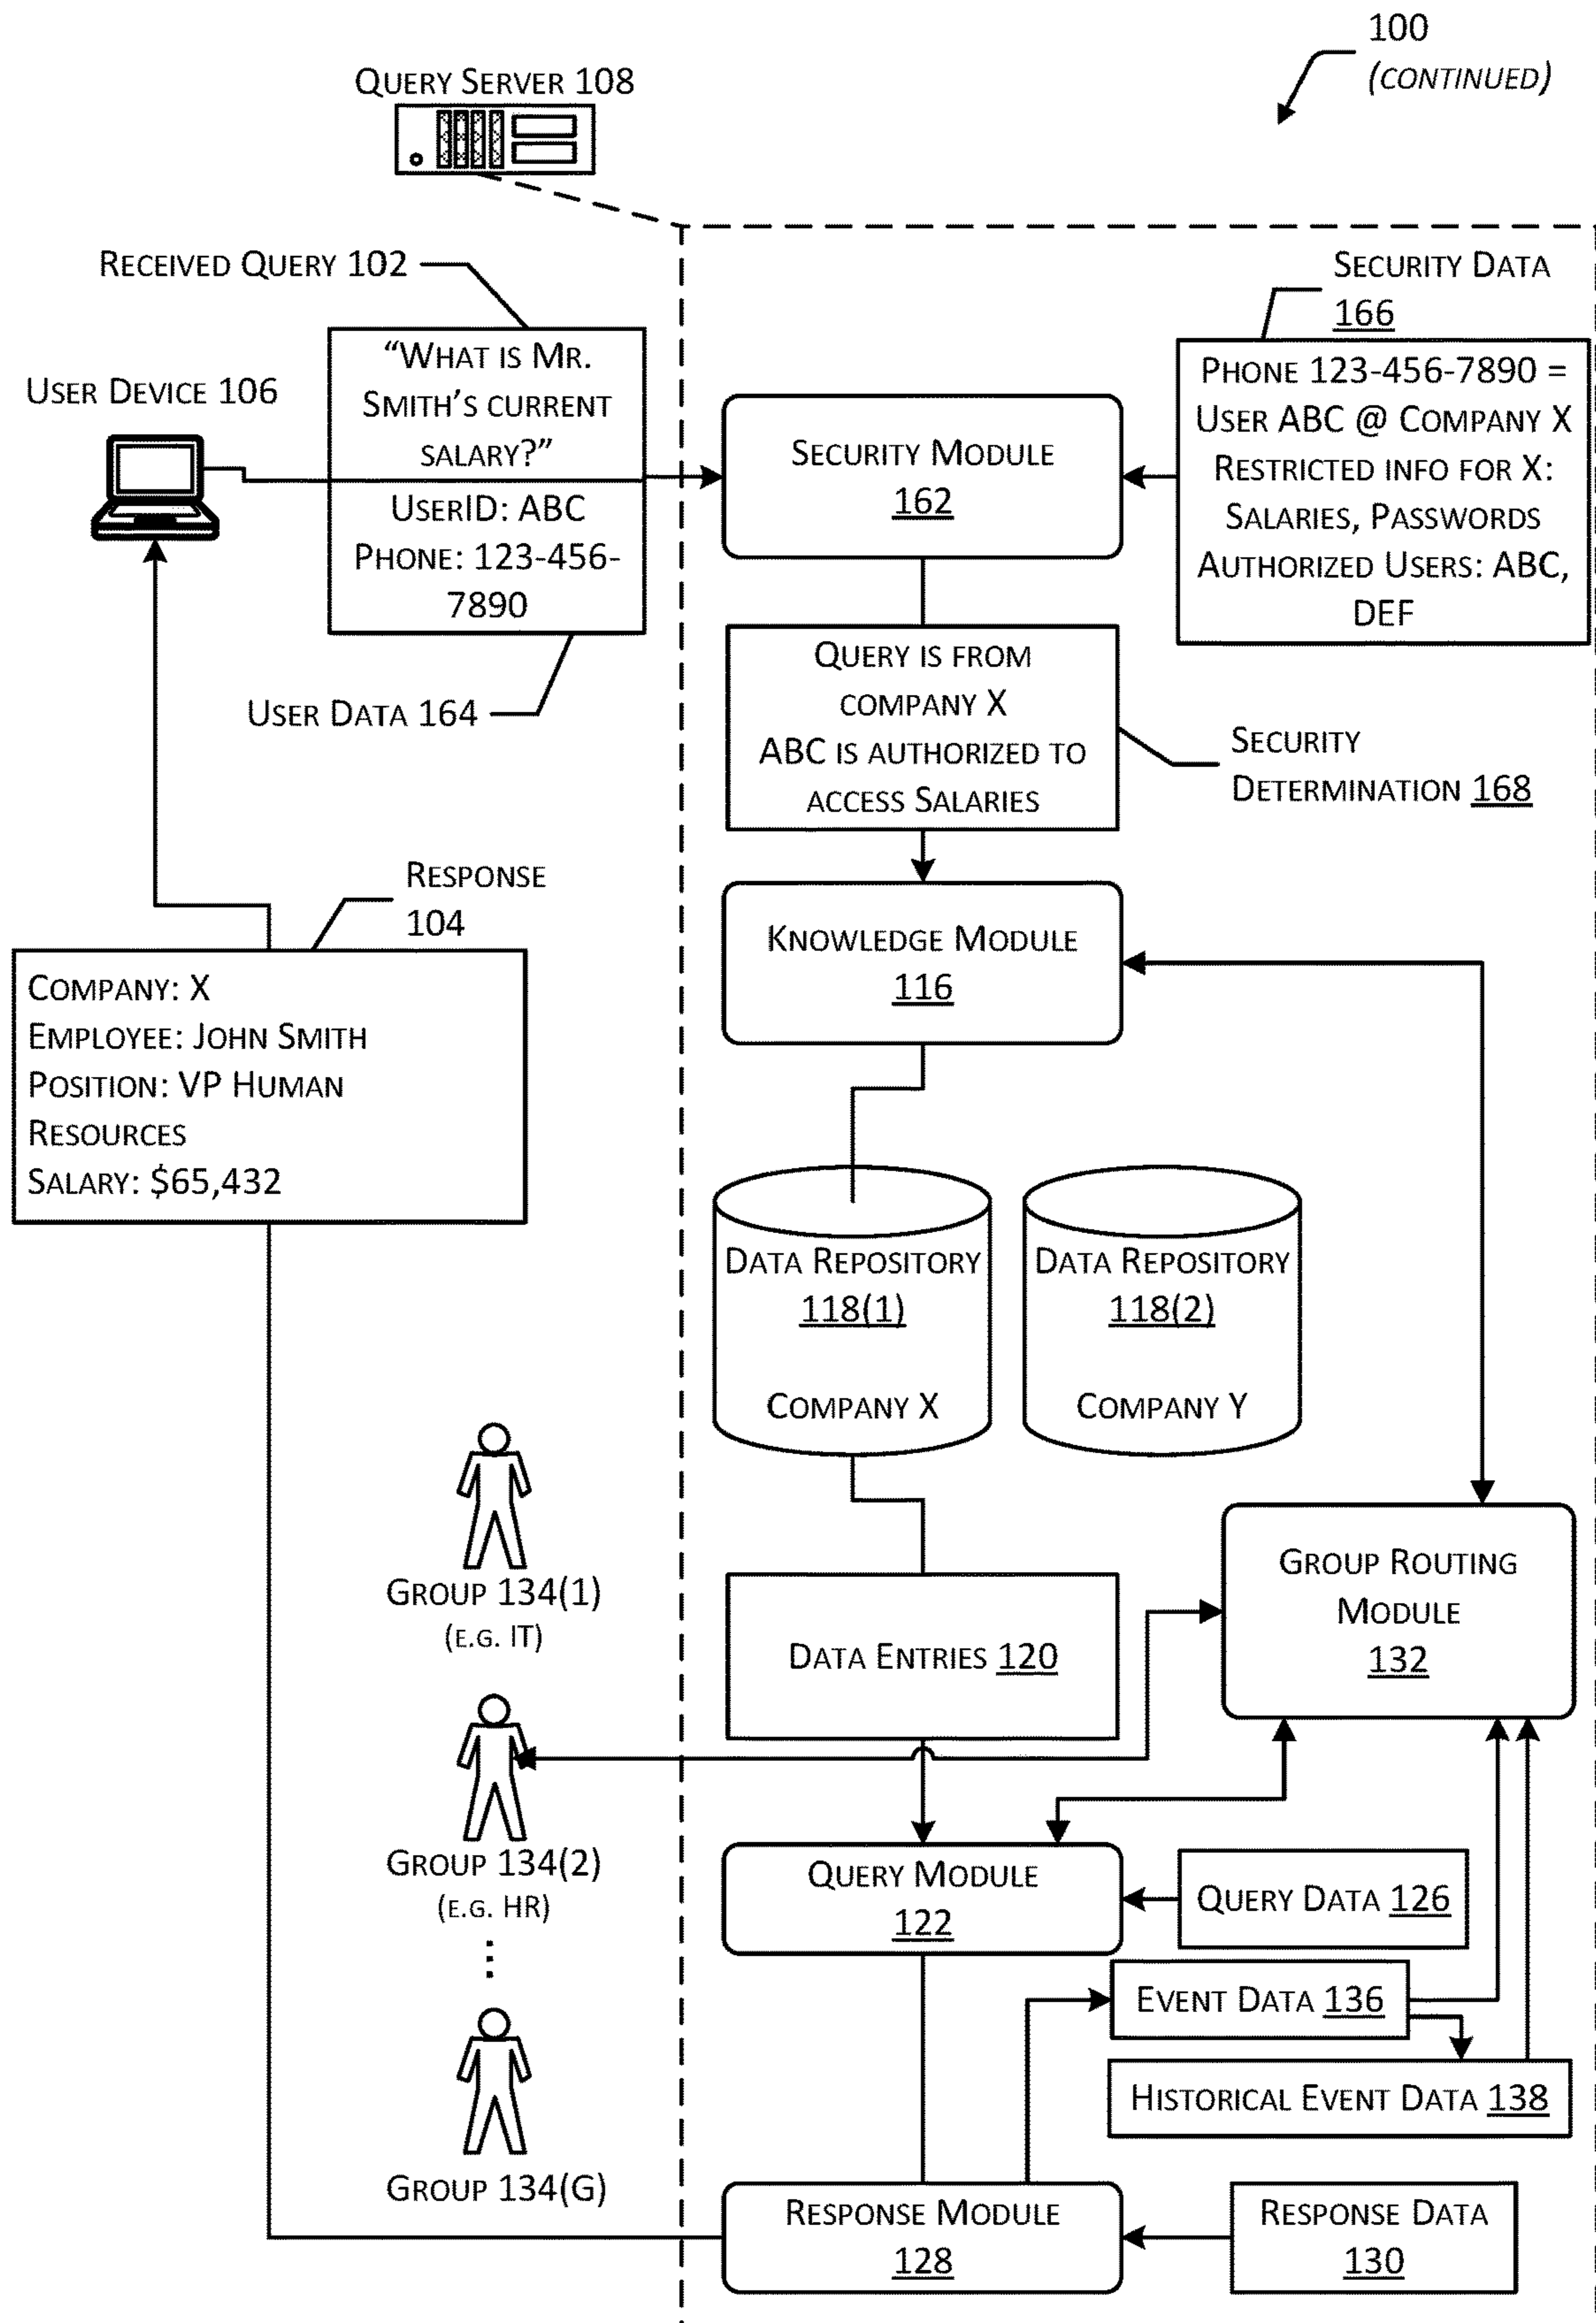 100
(CONTINUED)
QUERY SERVER 108
RECEIVED QUERY 102
"WHAT IS MR.
SMITH'S CURRENT
SALARY?"
USERID: ABC
PHONE: 123-456-
7890
USER DEVICE 106
USER DATA 164
SECURITY DATA
166
PHONE 123-456-7890 =
USER ABC @ COMPANY X
RESTRICTED INFO FOR X:
SALARIES, PASSWORDS
AUTHORIZED USERS: ABC,
DEF
SECURITY MODULE
162
QUERY IS FROM
COMPANY X
ABC IS AUTHORIZED TO
ACCESS SALARIES
SECURITY
DETERMINATION 168
RESPONSE
104
COMPANY: X
EMPLOYEE: JOHN SMITH
POSITION: VP HUMAN
RESOURCES
SALARY: $65,432
KNOWLEDGE MODULE
116
DATA REPOSITORY
118(1)
COMPANY X
DATA REPOSITORY
118(2)
COMPANY Y
GROUP 134(1)
(E.G. IT)
GROUP 134(2)
(E.G. HR)
GROUP 134(G)
DATA ENTRIES 120
GROUP ROUTING
MODULE
132
QUERY MODULE
122
QUERY DATA 126
EVENT DATA 136
HISTORICAL EVENT DATA 138
RESPONSE MODULE
128
RESPONSE DATA
130